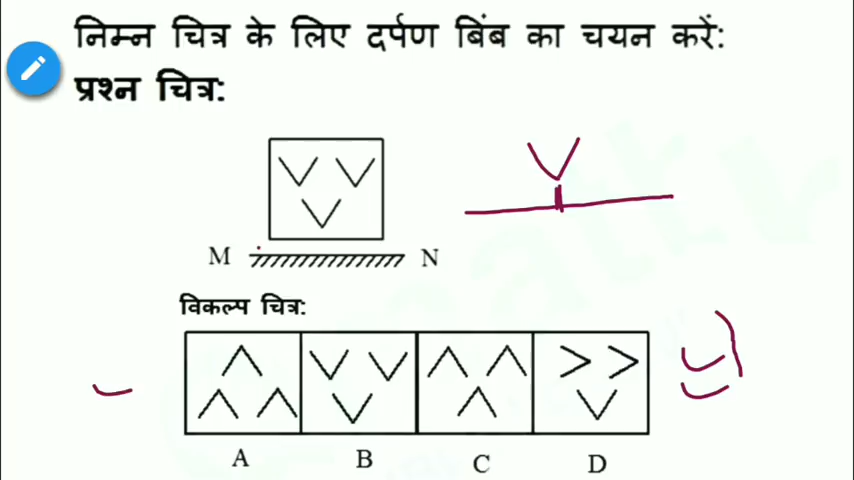 निम्न चित्र के लिए दर्पण बिंब का चयन करें:
प्रश्न चित्र:
M N
विकल्प चित्र:
A B C D